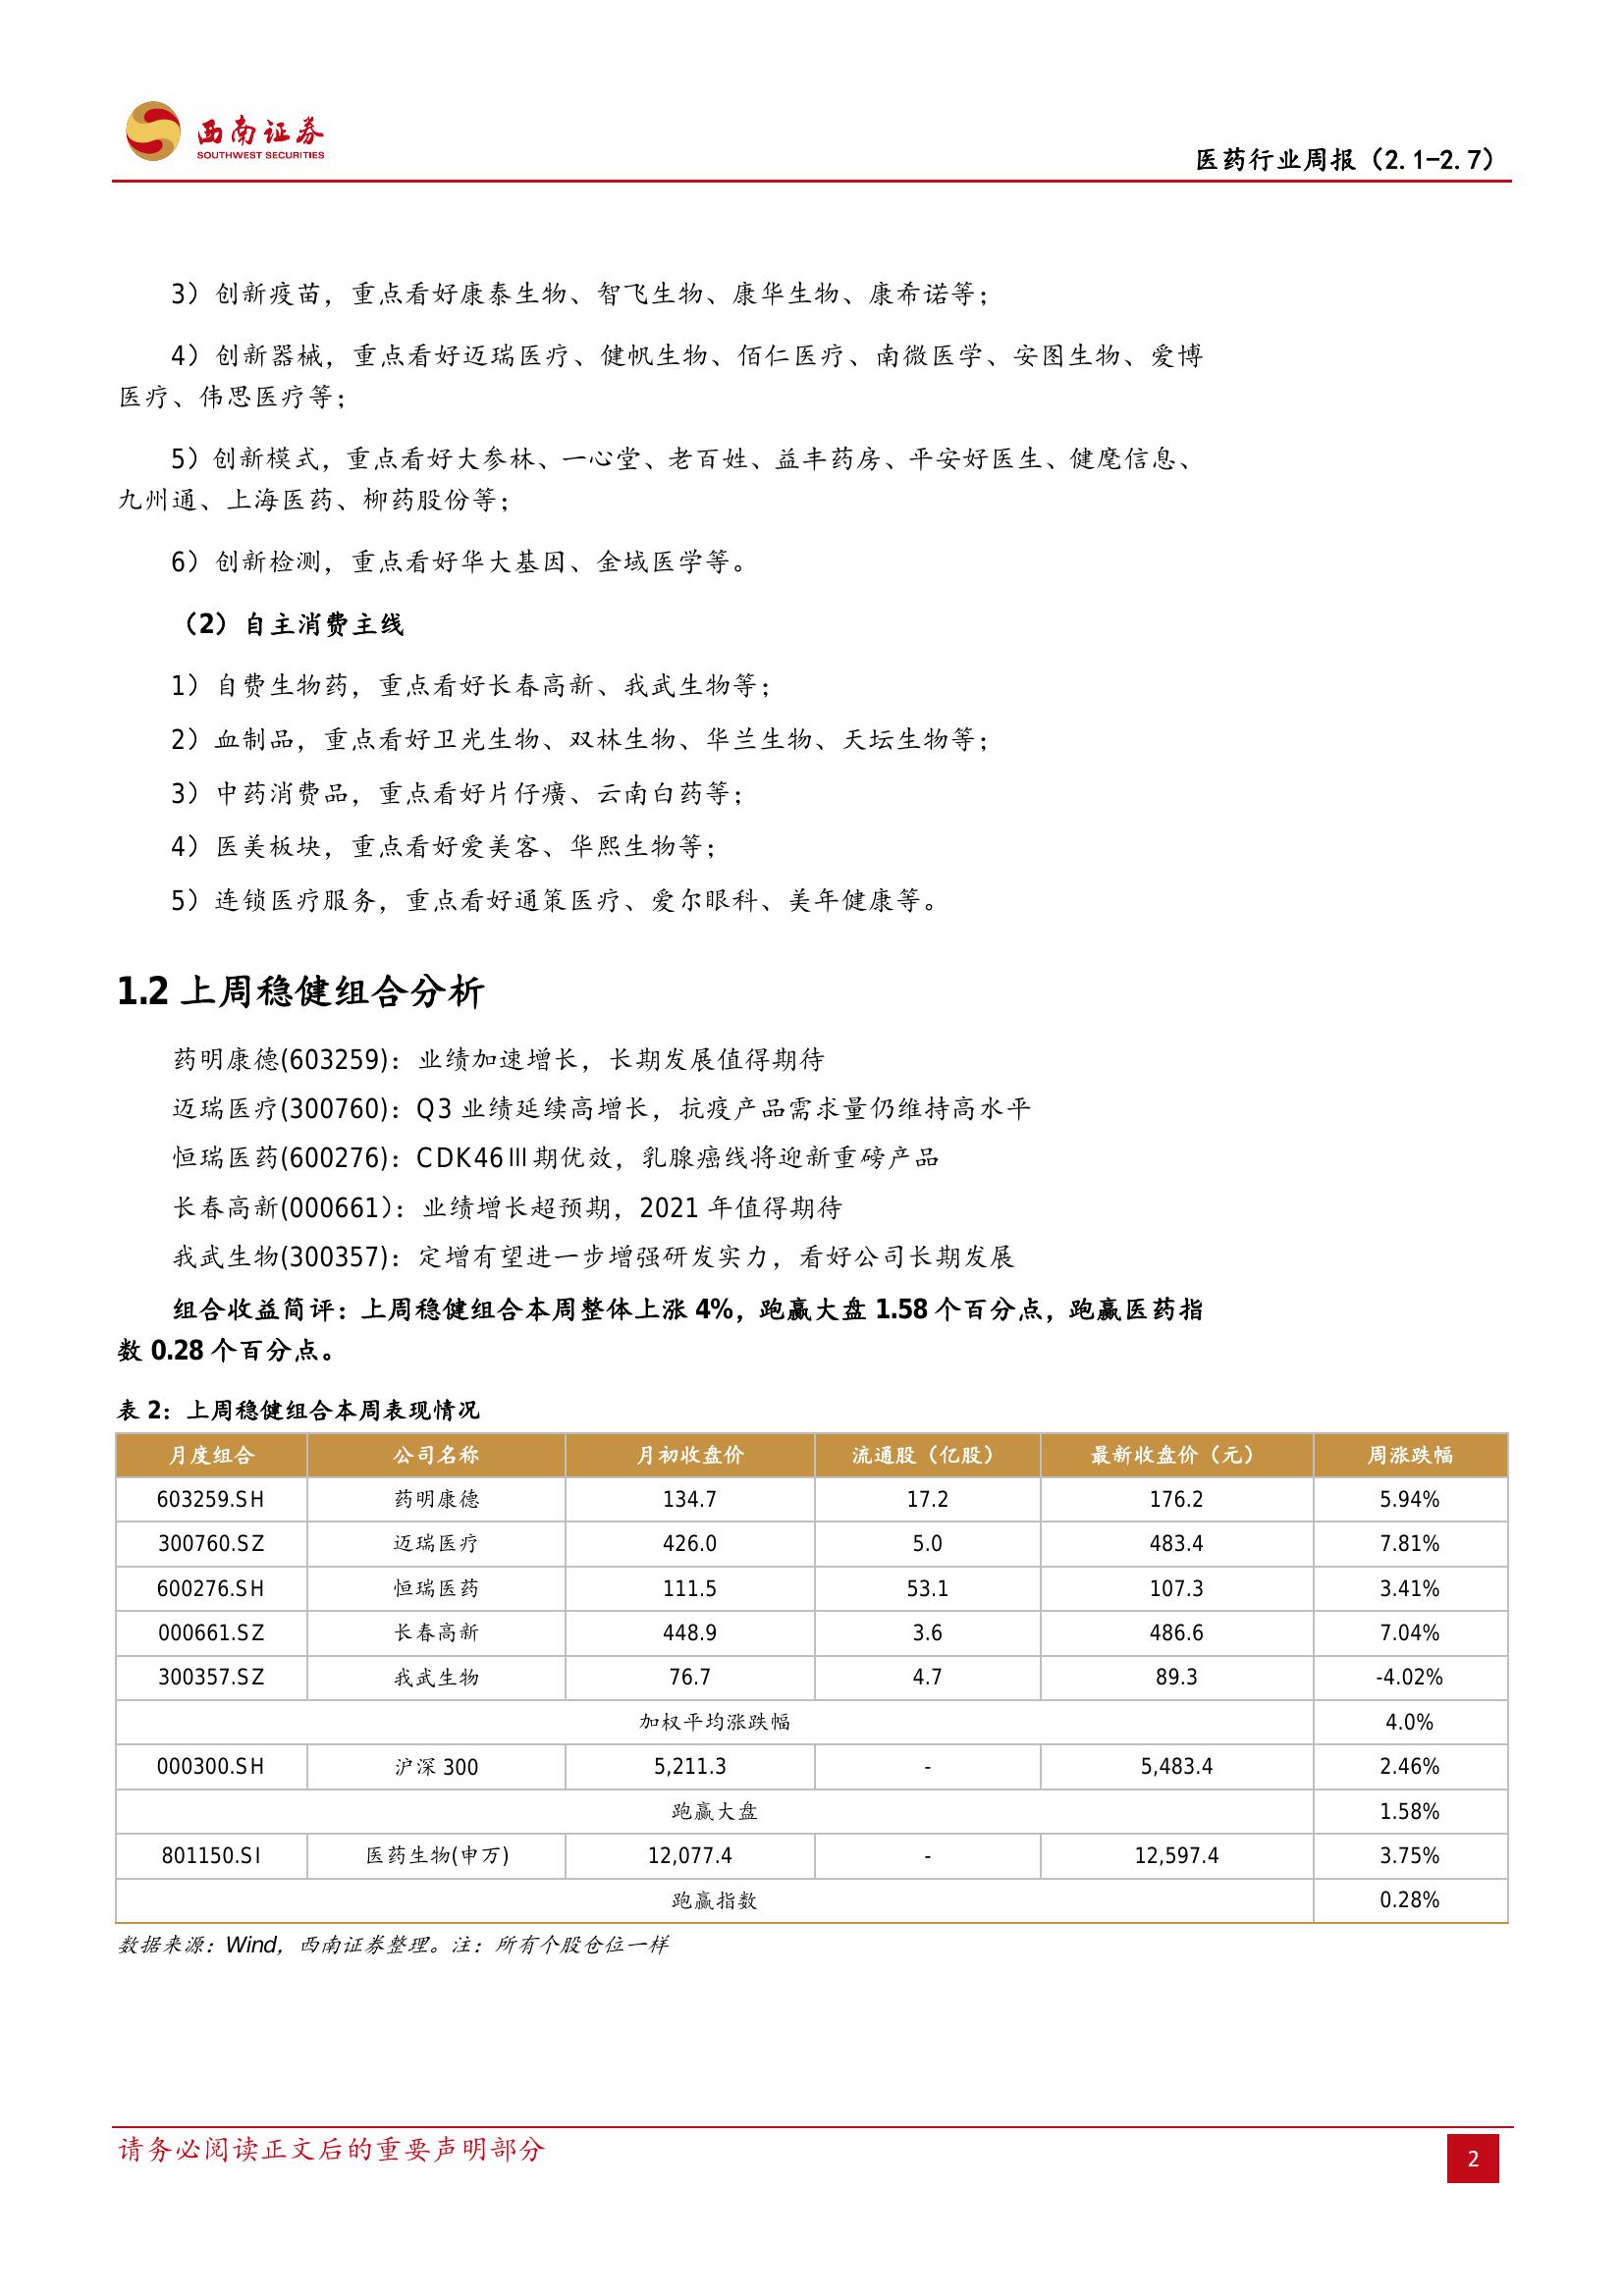 西南证券
SOUTHWEST SECURITIES
医药行业周报（2.1-2.7）
3）创新疫苗，重点看好康泰生物、智飞生物、康华生物、康希诺等；
4）创新器械，重点看好迈瑞医疗、健帆生物、佰仁医疗、南微医学、安图生物、爱博
医疗、伟思医疗等；
5）创新模式，重点看好大参林、一心堂、老百姓、益丰药房、平安好医生、健麾信息、
九州通、上海医药、柳药股份等；
6）创新检测，重点看好华大基因、金域医学等。
（2）自主消费主线
1）自费生物药，重点看好长春高新、我武生物等；
2）血制品，重点看好卫光生物、双林生物、华兰生物、天坛生物等；
3）中药消费品，重点看好片仔癀、云南白药等；
4）医美板块，重点看好爱美客、华熙生物等；
5）连锁医疗服务，重点看好通策医疗、爱尔眼科、美年健康等。
1.2 上周稳健组合分析
药明康德(603259)：业绩加速增长，长期发展值得期待
迈瑞医疗(300760)：Q3 业绩延续高增长，抗疫产品需求量仍维持高水平
恒瑞医药(600276)：CDK46Ⅲ期优效，乳腺癌线将迎新重磅产品
长春高新(000661）：业绩增长超预期，2021 年值得期待
我武生物(300357)：定增有望进一步增强研发实力，看好公司长期发展
组合收益简评：上周稳健组合本周整体上涨 4%，跑赢大盘 1.58 个百分点，跑赢医药指
数 0.28 个百分点。
表 2：上周稳健组合本周表现情况
月度组合 公司名称 月初收盘价 流通股（亿股） 最新收盘价（元） 周涨跌幅
603259.SH 药明康德 134.7 17.2 176.2 5.94%
300760.SZ 迈瑞医疗 426.0 5.0 483.4 7.81%
600276.SH 恒瑞医药 111.5 53.1 107.3 3.41%
000661.SZ 长春高新 448.9 3.6 486.6 7.04%
300357.SZ 我武生物 76.7 4.7 89.3 -4.02%
加权平均涨跌幅 4.0%
000300.SH 沪深 300 5,211.3 - 5,483.4 2.46%
跑赢大盘 1.58%
801150.SI 医药生物(申万) 12,077.4 - 12,597.4 3.75%
跑赢指数 0.28%
数据来源：Wind，西南证券整理。注：所有个股仓位一样
请务必阅读正文后的重要声明部分
2